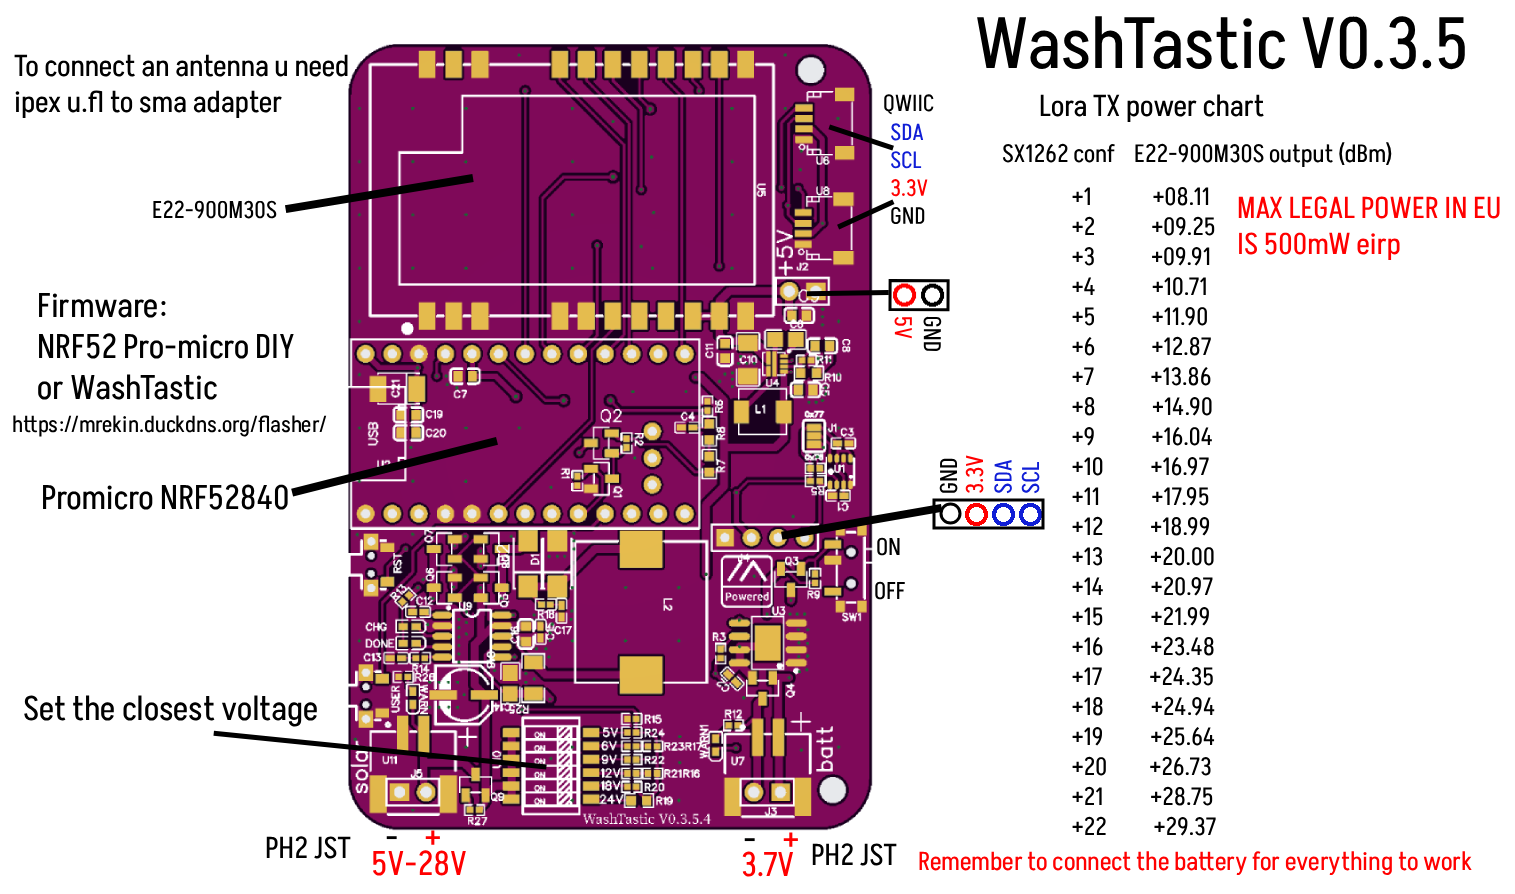 WashTastic V0.3.5
To connect an antenna u need
ipex u.fl to sma adapter
E22-900M30S
Firmware:
NRF52 Pro-micro DIY
or WashTastic
https://mrekin.duckdns.org/flasher/
Promicro NRF52840
Set the closest voltage
PH2 JST
- +
5V-28V
- +
3.7V
PH2 JST
QWIIC
SDA
SCL
3.3V
GND
5V
GND
GND
3.3V
SDA
SCL
ON
OFF
Lora TX power chart
SX1262 conf E22-900M30S output (dBm)
+1 +08.11
+2 +09.25
+3 +09.91
+4 +10.71
+5 +11.90
+6 +12.87
+7 +13.86
+8 +14.90
+9 +16.04
+10 +16.97
+11 +17.95
+12 +18.99
+13 +20.00
+14 +20.97
+15 +21.99
+16 +23.48
+17 +24.35
+18 +24.94
+19 +25.64
+20 +26.73
+21 +28.75
+22 +29.37
MAX LEGAL POWER IN EU
IS 500mW eirp
Remember to connect the battery for everything to work
U5
U6
U8
+5V
J2
C11
C10
U4
C8
R11
R10
L1
C21
C7
C19
C20
USB
Q2
R2
R1
Q1
C4
R6
R8
R7
J1
C3
U1
R5
C1
Q7
Q6
RST
D1
L2
Powered
Q3
R9
SW1
U3
R3
Q4
CHG
DONE
C13
C12
U9
R18
C17
R14
R26
USER
WARN
R25
solar
U11
J5
+
Q9
R27
ON
ON
ON
ON
ON
ON
5V
6V
9V
12V
18V
24V
R15
R24
R23 R17
R22
R21 R16
R20
R19
WARN1
R12
U7
J3
+
batt
WashTastic V0.3.5.4